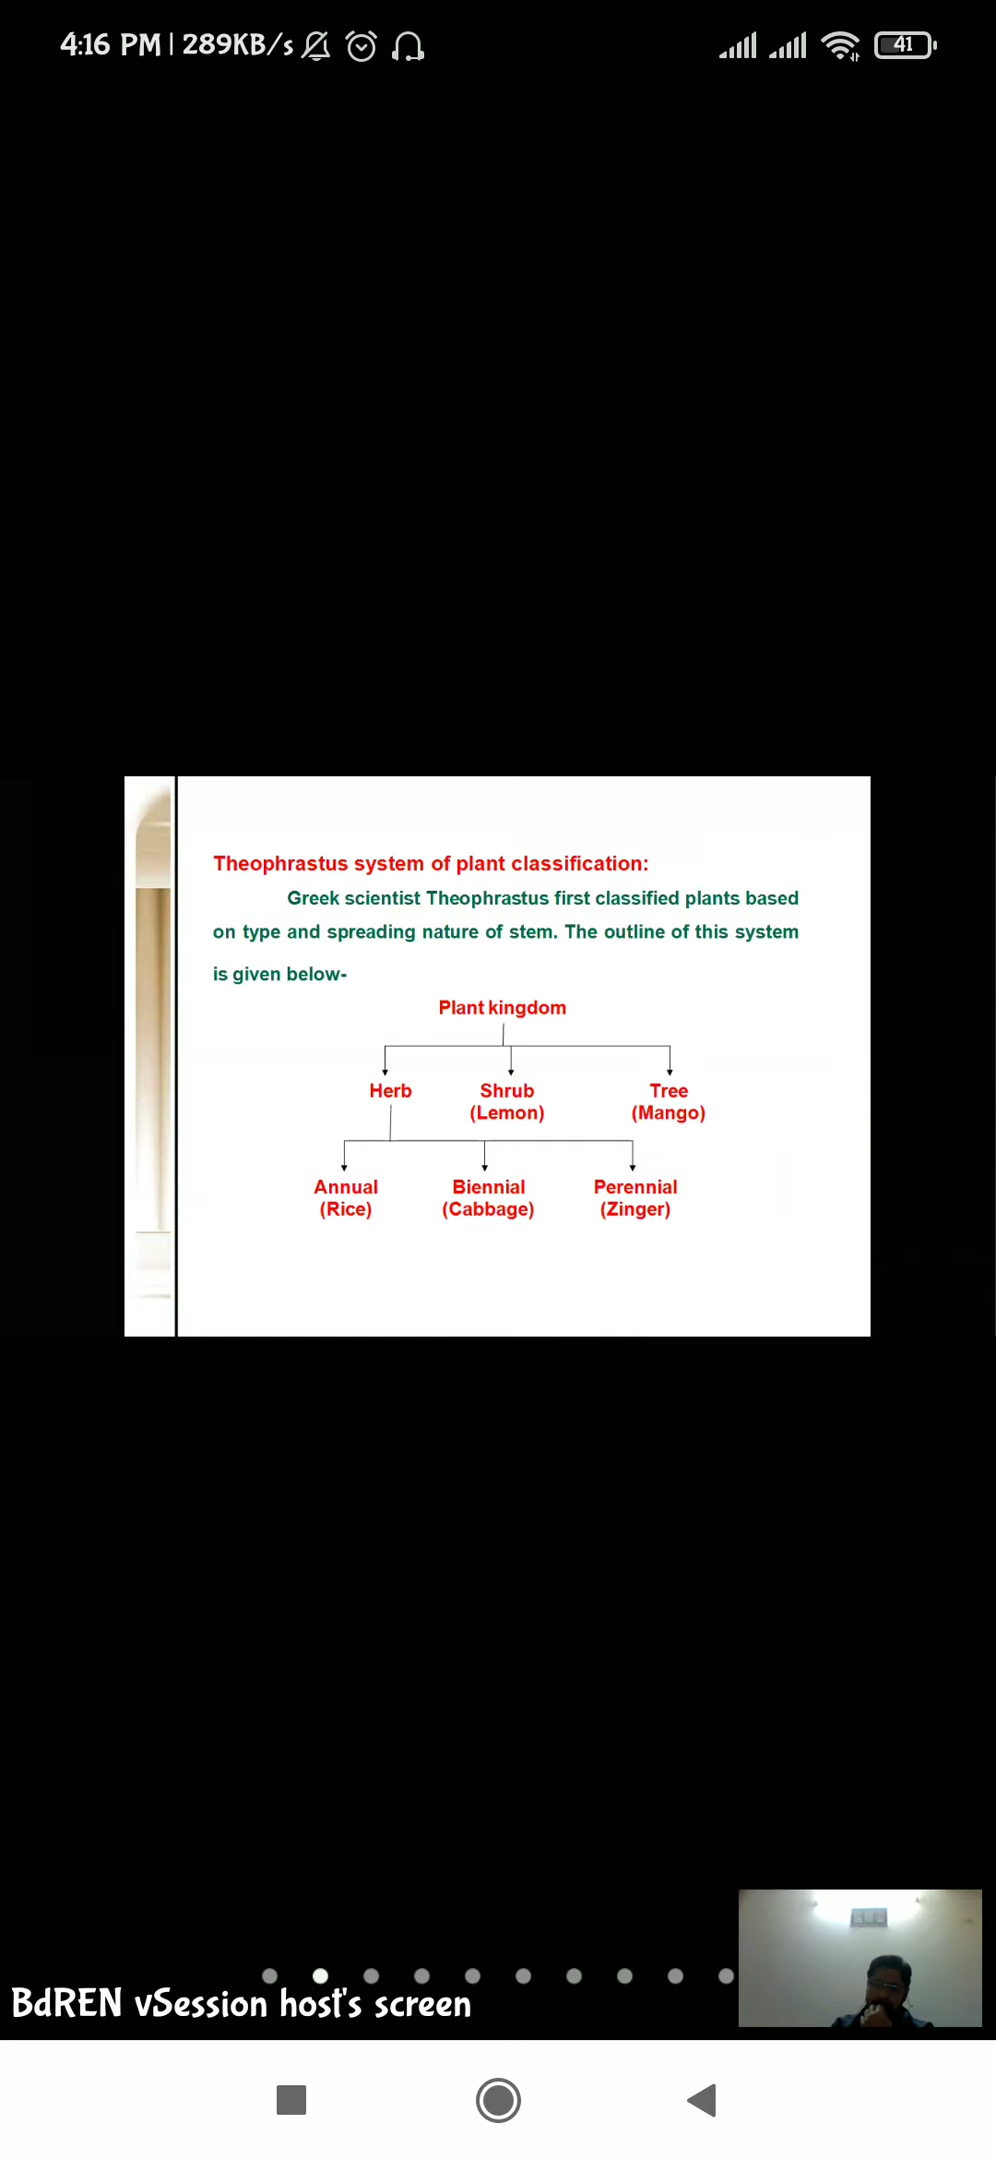 4:16 PM | 289KB/s
41
Theophrastus system of plant classification:
Greek scientist Theophrastus first classified plants based
on type and spreading nature of stem. The outline of this system
is given below-
Plant kingdom
Herb Shrub Tree
(Lemon) (Mango)
Annual Biennial Perennial
(Rice) (Cabbage) (Zinger)
BdREN vSession host's screen